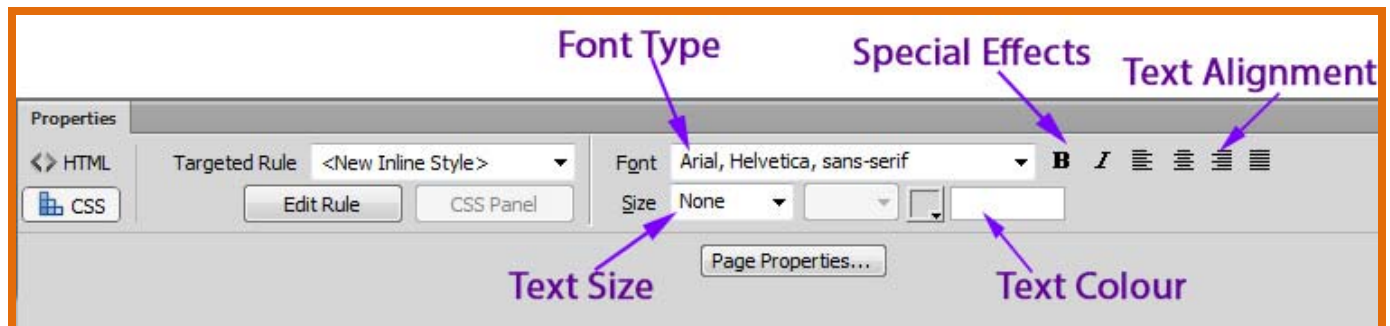 Font Type
Special Effects
Text Alignment
Properties
<> HTML Targeted Rule <New Inline Style> Font Arial, Helvetica, sans-serif B I
CSS Edit Rule CSS Panel Size None
Page Properties...
Text Size
Text Colour